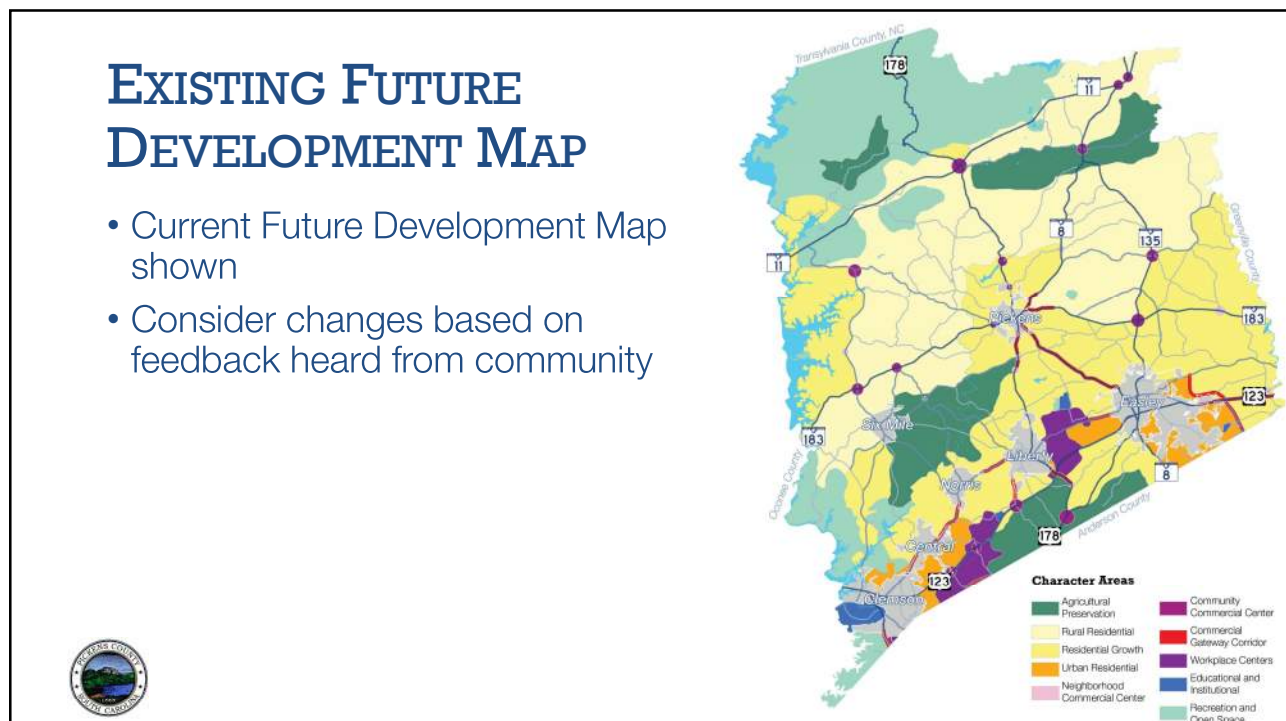 EXISTING FUTURE
DEVELOPMENT MAP
• Current Future Development Map
shown
• Consider changes based on
feedback heard from community
Transylvania County, NC
178
11
Greenville County
8
135
11
Pickens
183
Easley
123
Six Mile
183
Liberty
Oconee County
8
Norris
Anderson County
178
Central
123
Clemson
Character Areas
Agricultural
Preservation
Rural Residential
Residential Growth
Urban Residential
Neighborhood
Commercial Center
Community
Commercial Center
Commercial
Gateway Corridor
Workplace Centers
Educational and
Institutional
Recreation and
Open Space
PICKENS COUNTY
SOUTH CAROLINA